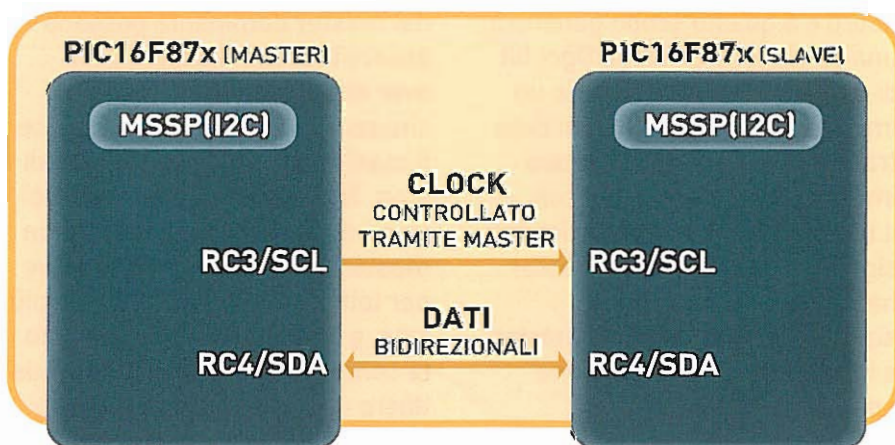 PIC16F87x (MASTER)
PIC16F87x (SLAVE)
MSSP(I2C)
MSSP(I2C)
CLOCK
CONTROLLATO
TRAMITE MASTER
RC3/SCL
RC3/SCL
DATI
BIDIREZIONALI
RC4/SDA
RC4/SDA